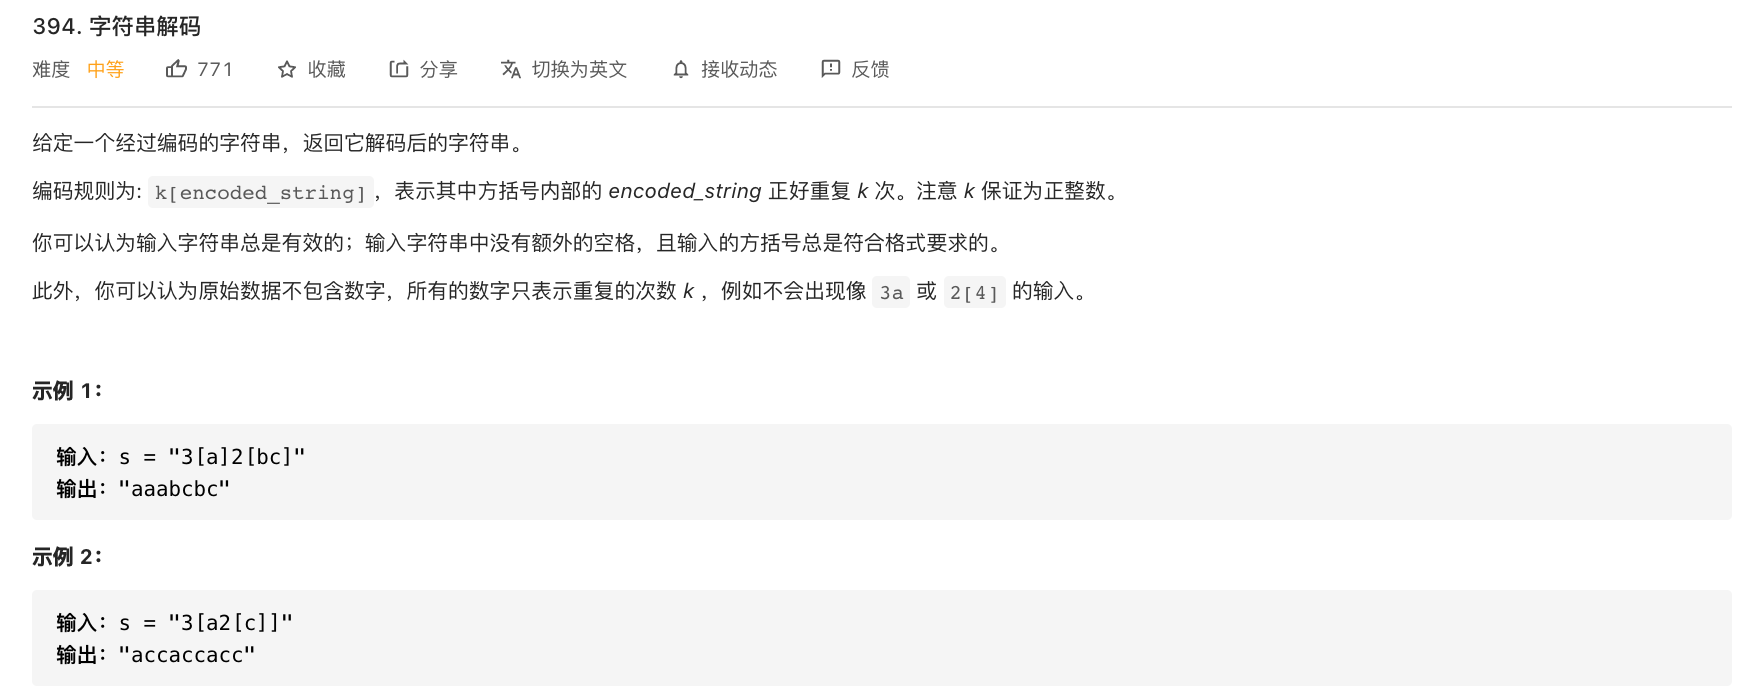 394. 字符串解码
难度 中等 771 收藏 分享 切换为英文 接收动态 反馈
给定一个经过编码的字符串，返回它解码后的字符串。
编码规则为: k[encoded_string]，表示其中方括号内部的 encoded_string 正好重复 k 次。注意 k 保证为正整数。
你可以认为输入字符串总是有效的；输入字符串中没有额外的空格，且输入的方括号总是符合格式要求的。
此外，你可以认为原始数据不包含数字，所有的数字只表示重复的次数 k ，例如不会出现像 3a 或 2[4] 的输入。
示例 1：
输入：s = "3[a]2[bc]"
输出："aaabcbc"
示例 2：
输入：s = "3[a2[c]]"
输出："accaccacc"